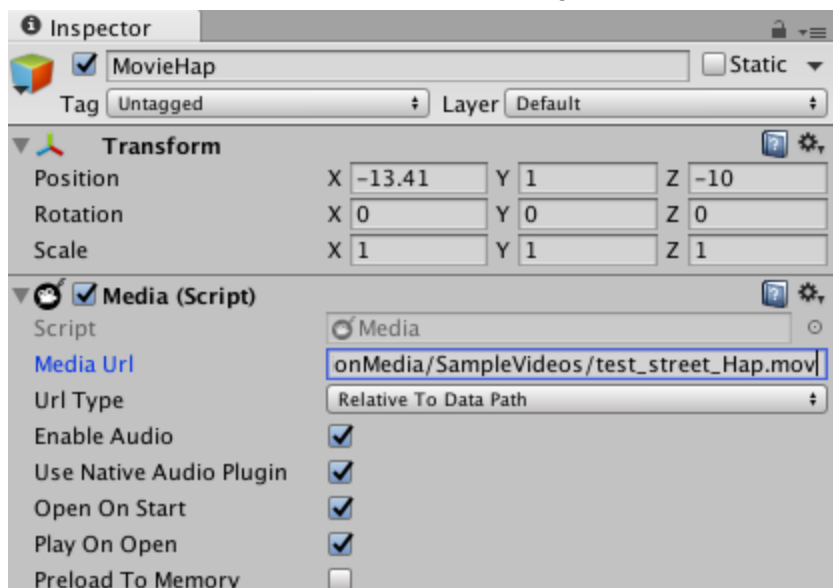 Inspector
MovieHap Static
Tag Untagged Layer Default
Transform
Position X -13.41 Y 1 Z -10
Rotation X 0 Y 0 Z 0
Scale X 1 Y 1 Z 1
Media (Script)
Script Media
Media Url onMedia/SampleVideos/test_street_Hap.mov
Url Type Relative To Data Path
Enable Audio
Use Native Audio Plugin
Open On Start
Play On Open
Preload To Memory